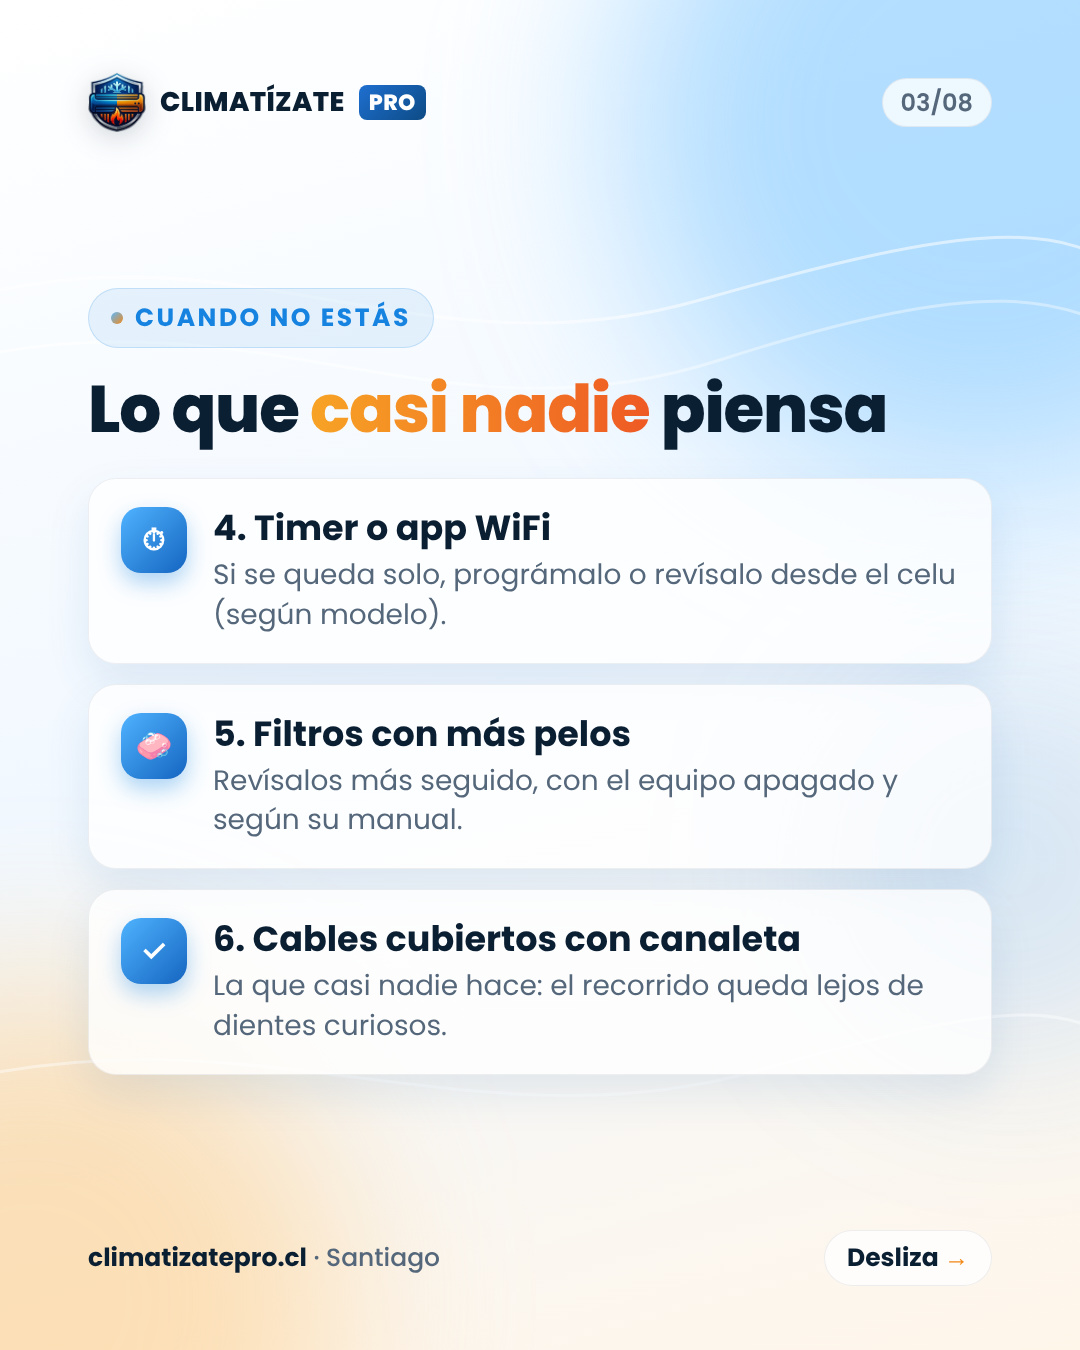 CLIMATÍZATE PRO
03/08
CUANDO NO ESTÁS
Lo que casi nadie piensa
4. Timer o app WiFi
Si se queda solo, prográmalo o revísalo desde el celu
(según modelo).
5. Filtros con más pelos
Revísalos más seguido, con el equipo apagado y
según su manual.
6. Cables cubiertos con canaleta
La que casi nadie hace: el recorrido queda lejos de
dientes curiosos.
climatizatepro.cl · Santiago
Desliza →